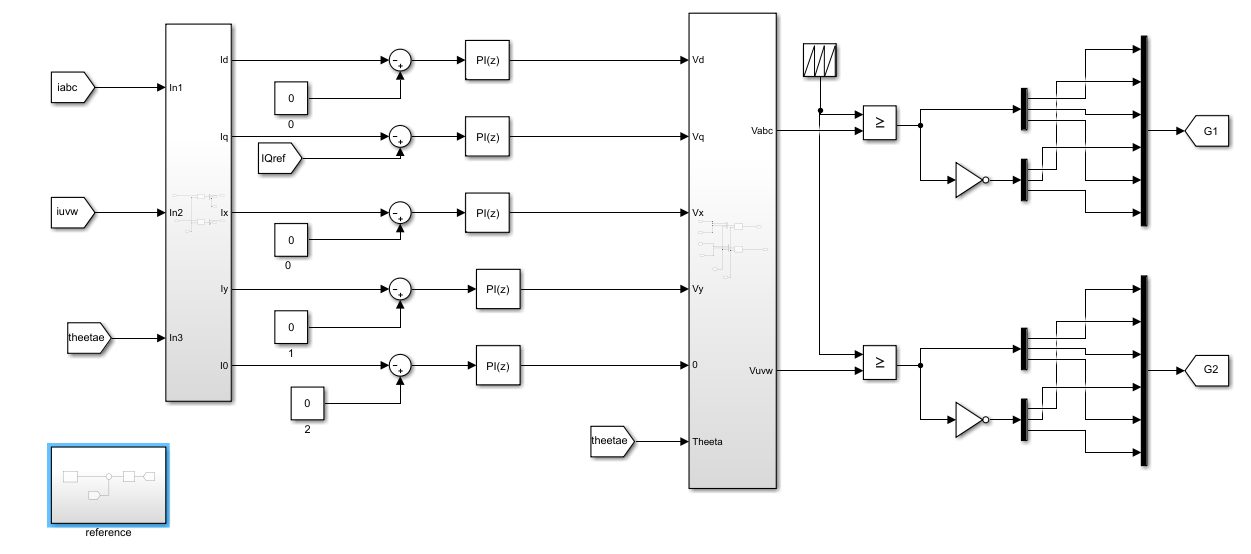 iabc
iuvw
theetae
In1
In2
In3
Id
Iq
Ix
Iy
I0
0
0
IQref
0
0
0
1
0
2
PI(z)
PI(z)
PI(z)
PI(z)
PI(z)
theetae
Vd
Vq
Vx
Vy
0
Theeta
Vabc
Vuvw
≥
≥
G1
G2
reference